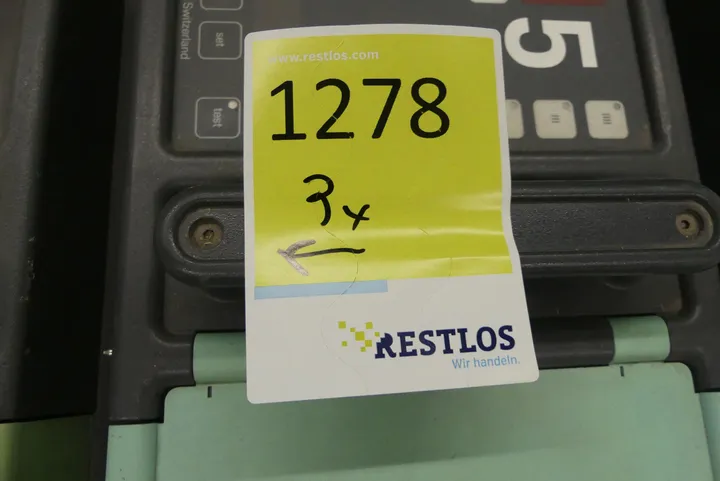 www.restlos.com
1278
3x
RESTLOS
Wir handeln.
Switzerland
set
test
5